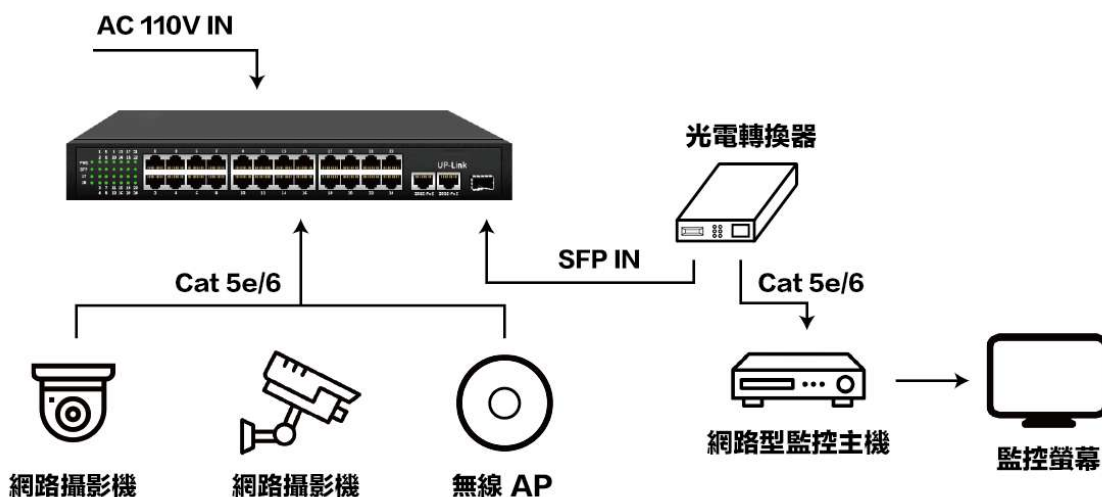 AC 110V IN
UP-Link
光電轉換器
SFP IN
Cat 5e/6
Cat 5e/6
網路攝影機
網路攝影機
無線 AP
網路型監控主機
監控螢幕